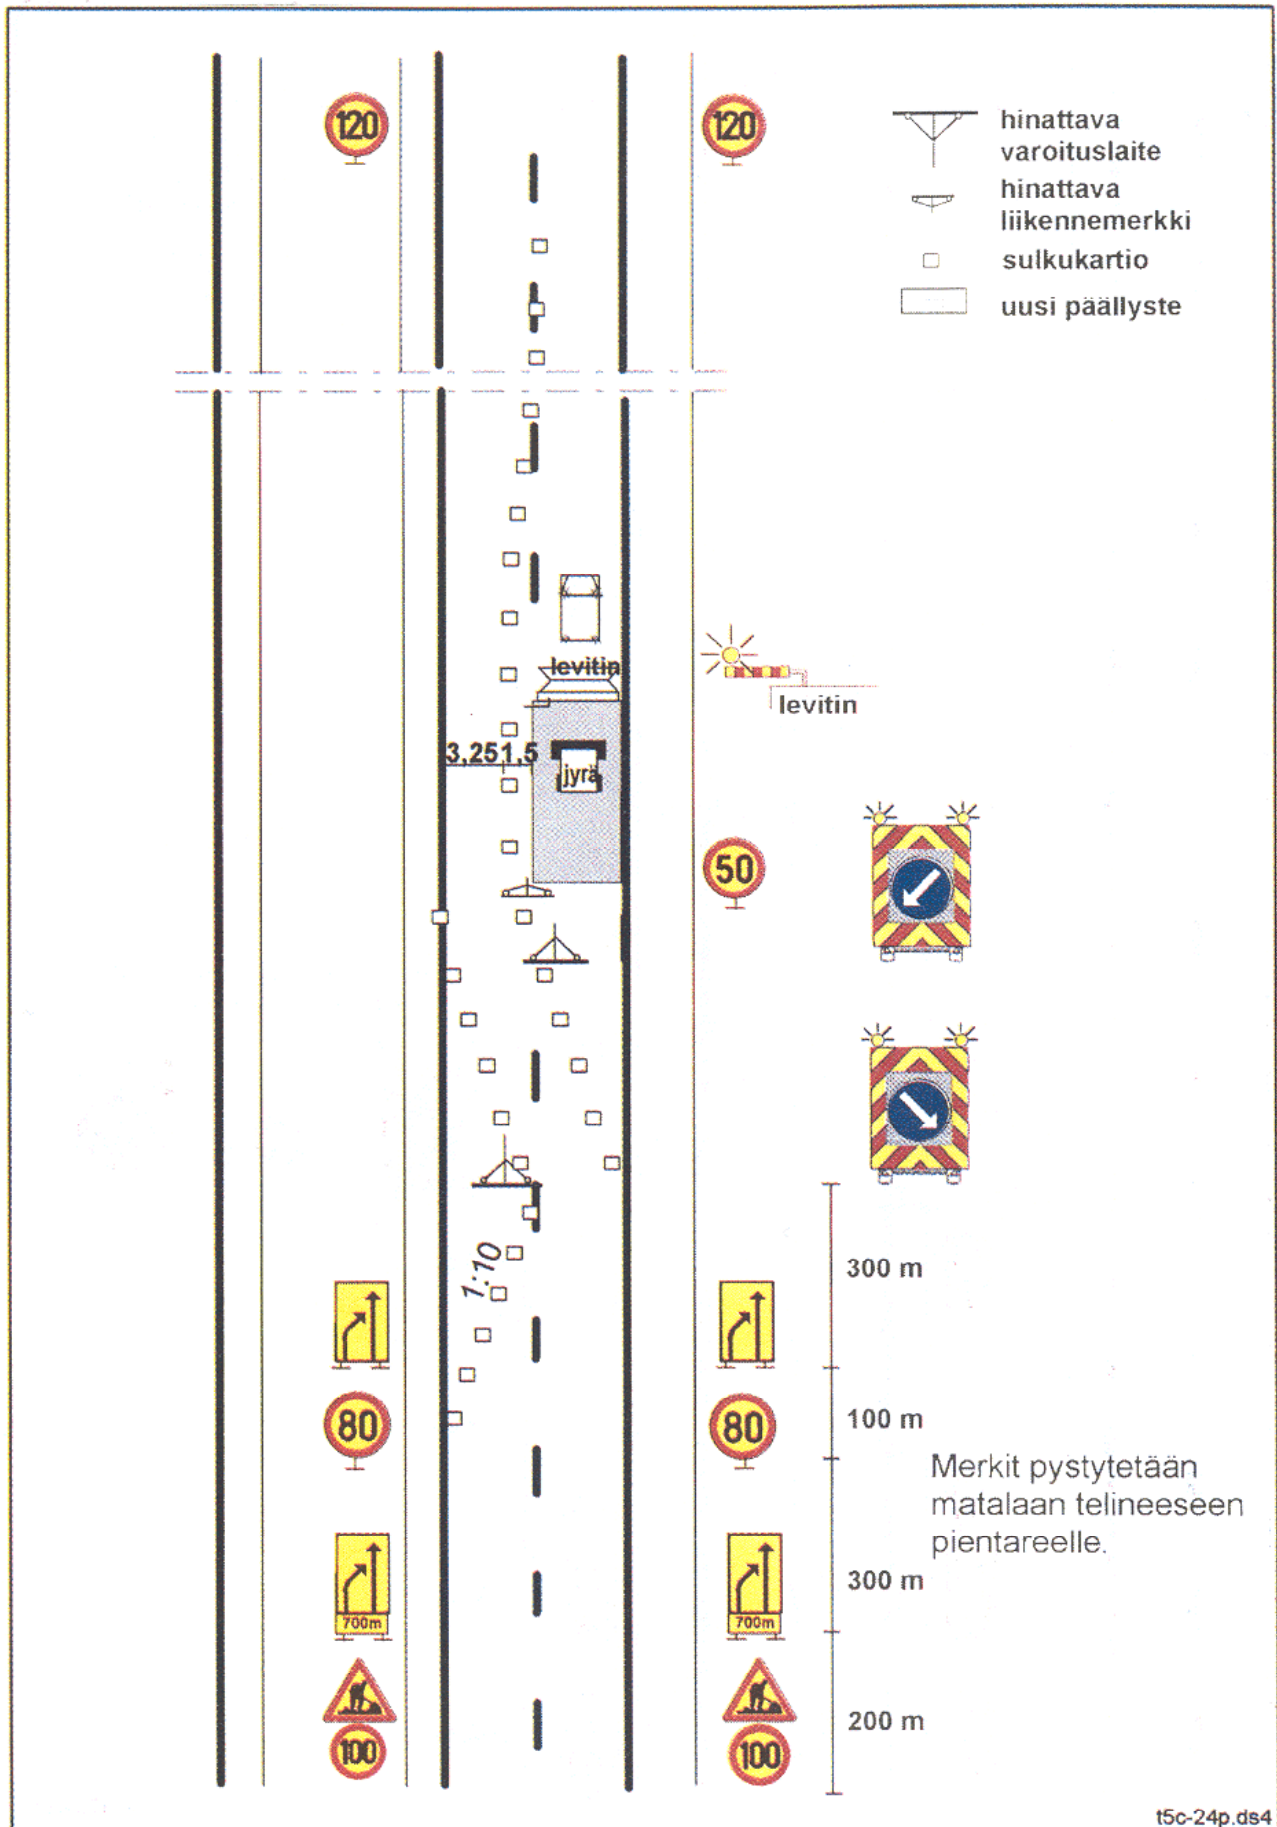 120
120
hinattava
varoituslaite
hinattava
liikennemerkki
sulkukartio
uusi päällyste
levitin
levitin
3,25 1,5
jyrä
50
1:10
300 m
80
80
100 m
Merkit pystytetään
matalaan telineeseen
pientareelle.
300 m
700m
700m
200 m
100
100
t5c-24p.ds4